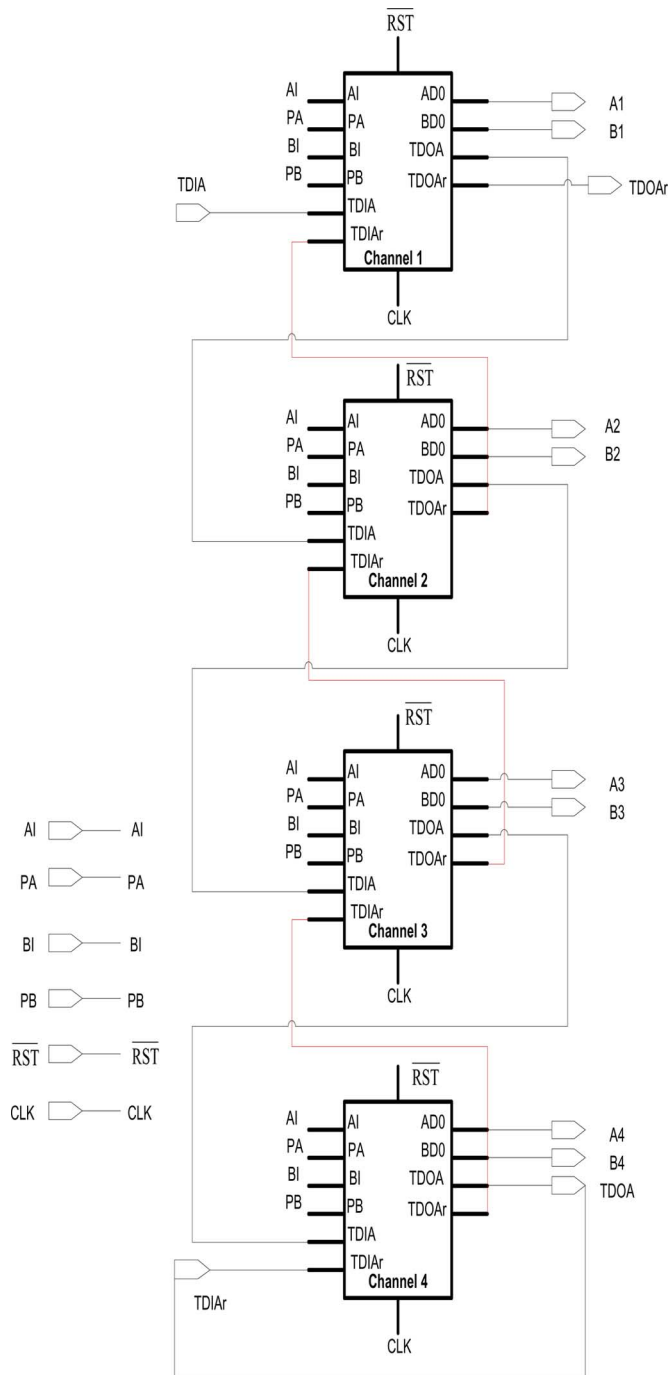 RST
AI AI AD0 A1
PA PA BD0 B1
BI BI TDOA
PB PB TDOAr TDOAr
TDIA TDIA
TDIAr
Channel 1
CLK
RST
AI AI AD0 A2
PA PA BD0 B2
BI BI TDOA
PB PB TDOAr
TDIA
TDIAr
Channel 2
CLK
RST
AI AI AD0 A3
PA PA BD0 B3
BI BI TDOA
PB PB TDOAr
TDIA
TDIAr
Channel 3
CLK
AI AI
PA PA
BI BI
PB PB
RST RST
CLK CLK
RST
AI AI AD0 A4
PA PA BD0 B4
BI BI TDOA TDOA
PB PB TDOAr
TDIA
TDIAr
TDIAr
Channel 4
CLK